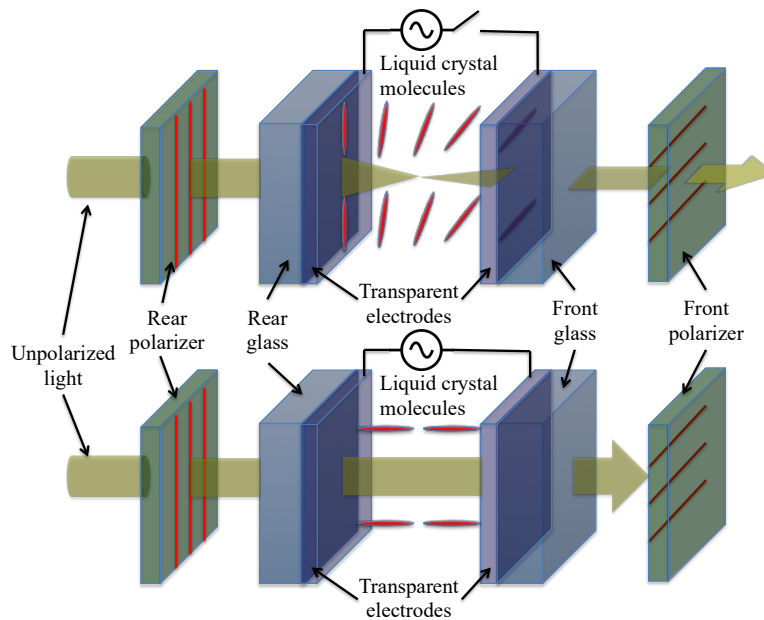 Liquid crystal
molecules
Transparent
electrodes
Rear
polarizer
Rear
glass
Front
glass
Front
polarizer
Unpolarized
light
Liquid crystal
molecules
Transparent
electrodes